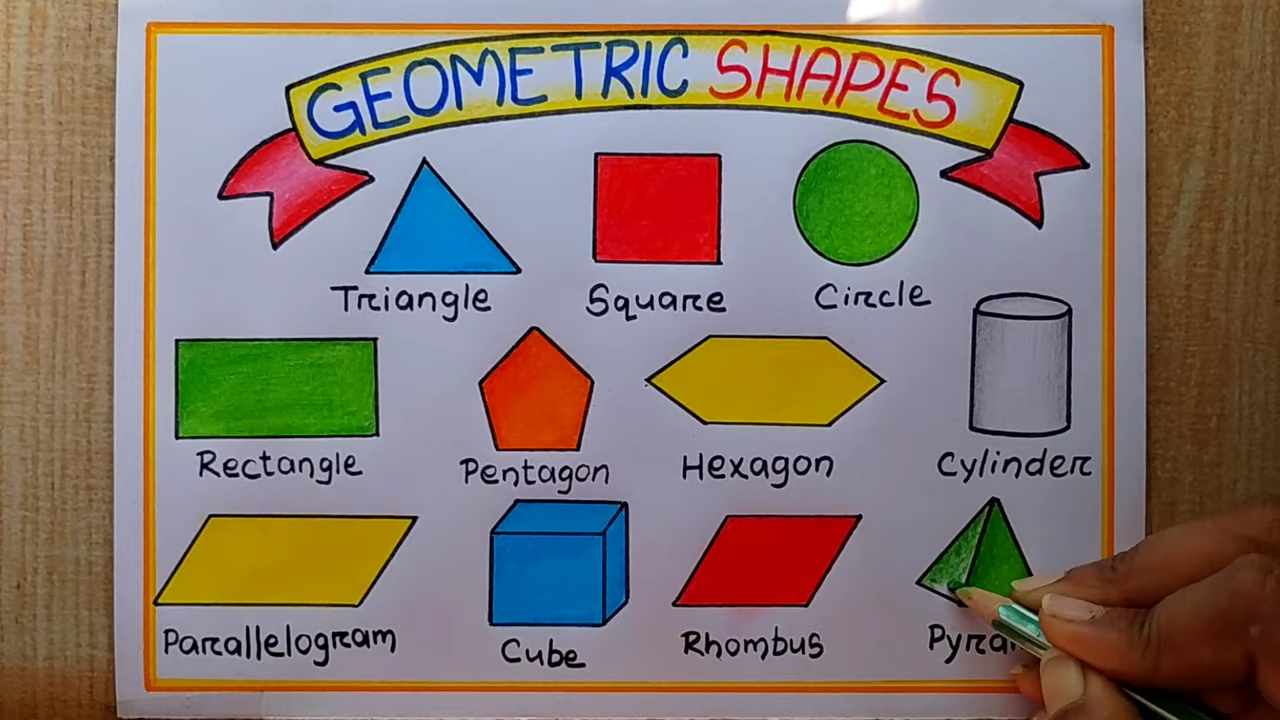 GEOMETRIC SHAPES
Triangle
Square
Circle
Rectangle
Pentagon
Hexagon
Cylinder
Parallelogram
Cube
Rhombus